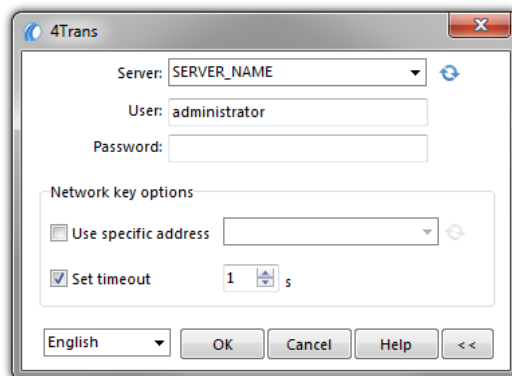 4Trans
Server: SERVER_NAME
User: administrator
Password:
Network key options
Use specific address
Set timeout 1 s
English OK Cancel Help <<